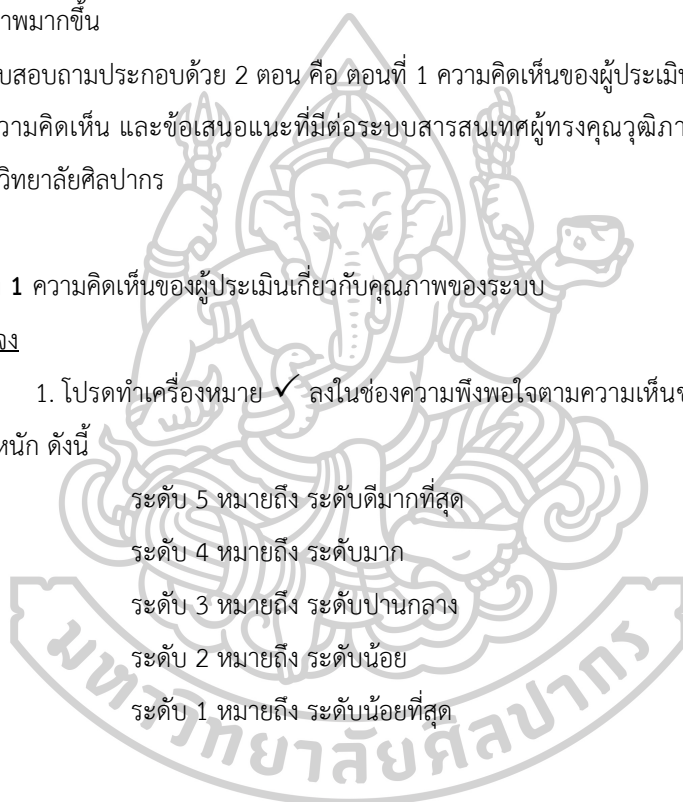 าพมากขึ้น
บสอบถามประกอบด้วย 2 ตอน คือ ตอนที่ 1 ความคิดเห็นของผู้ประเมิน
วามคิดเห็น และข้อเสนอแนะที่มีต่อระบบสารสนเทศผู้ทรงคุณวุฒิภา
วิทยาลัยศิลปากร
1 ความคิดเห็นของผู้ประเมินเกี่ยวกับคุณภาพของระบบ
จง
1. โปรดทำเครื่องหมาย ✓ ลงในช่องความพึงพอใจตามความเห็นข
หนัก ดังนี้
ระดับ 5 หมายถึง ระดับดีมากที่สุด
ระดับ 4 หมายถึง ระดับมาก
ระดับ 3 หมายถึง ระดับปานกลาง
ระดับ 2 หมายถึง ระดับน้อย
ระดับ 1 หมายถึง ระดับน้อยที่สุด
มหาวิทยาลัยศิลปากร